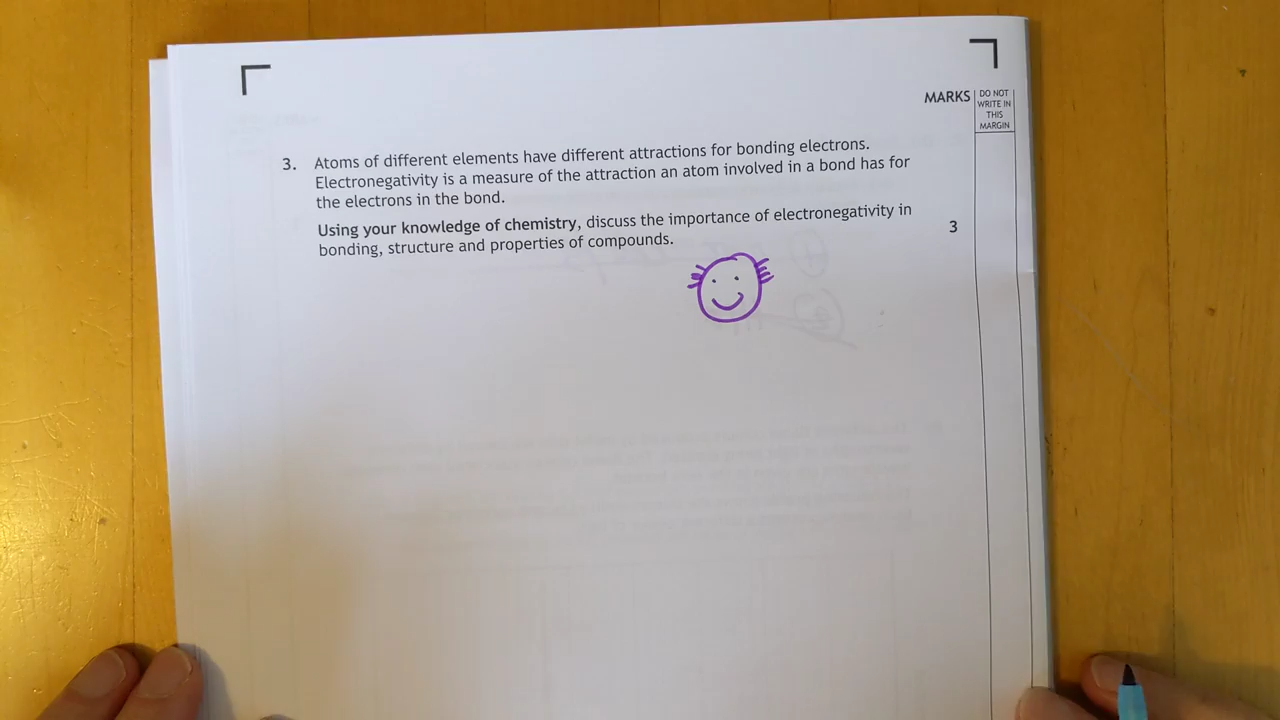 MARKS
DO NOT
WRITE IN
THIS
MARGIN
3. Atoms of different elements have different attractions for bonding electrons.
Electronegativity is a measure of the attraction an atom involved in a bond has for
the electrons in the bond.
Using your knowledge of chemistry, discuss the importance of electronegativity in
bonding, structure and properties of compounds.
3